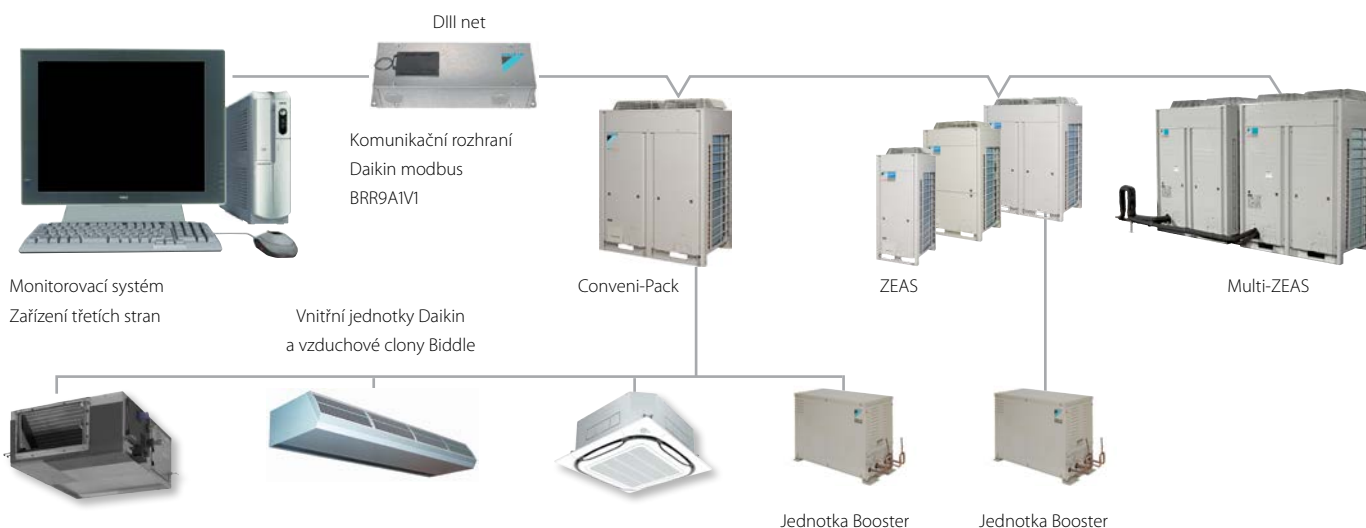 DIII net
Komunikační rozhraní
Daikin modbus
BRR9A1V1
Monitorovací systém
Zařízení třetích stran
Conveni-Pack
ZEAS
Multi-ZEAS
Vnitřní jednotky Daikin
a vzduchové clony Biddle
Jednotka Booster
Jednotka Booster